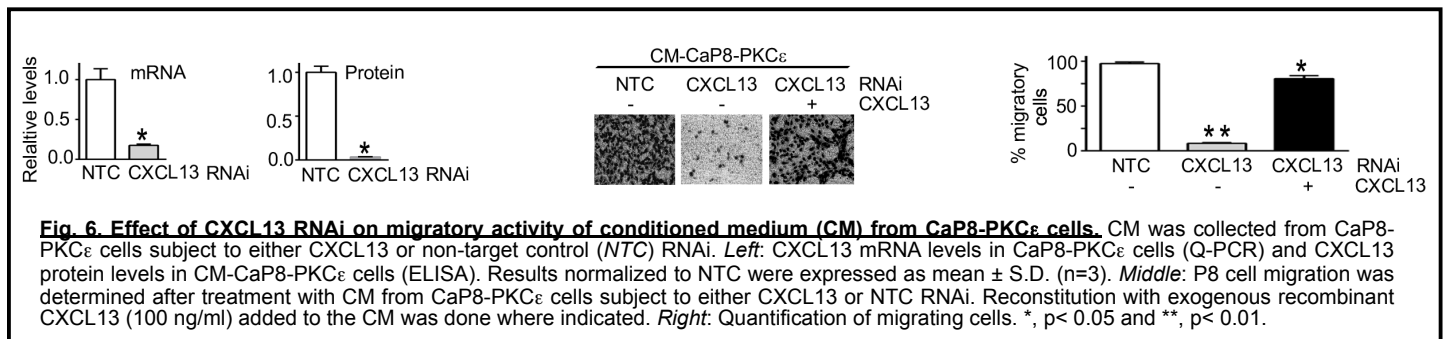 Relaltive levels
1.0
0.5
0.0
mRNA
*
NTC CXCL13 RNAi
1.0
0.5
0.0
Protein
*
NTC CXCL13 RNAi
CM-CaP8-PKCε
NTC CXCL13 CXCL13 RNAi
- - + CXCL13
% migratory cells
100
50
0
**
*
NTC CXCL13 CXCL13 RNAi
- - + CXCL13
Fig. 6. Effect of CXCL13 RNAi on migratory activity of conditioned medium (CM) from CaP8-PKCε cells. CM was collected from CaP8-
PKCε cells subject to either CXCL13 or non-target control (NTC) RNAi. Left: CXCL13 mRNA levels in CaP8-PKCε cells (Q-PCR) and CXCL13
protein levels in CM-CaP8-PKCε cells (ELISA). Results normalized to NTC were expressed as mean ± S.D. (n=3). Middle: P8 cell migration was
determined after treatment with CM from CaP8-PKCε cells subject to either CXCL13 or NTC RNAi. Reconstitution with exogenous recombinant
CXCL13 (100 ng/ml) added to the CM was done where indicated. Right: Quantification of migrating cells. *, p< 0.05 and **, p< 0.01.